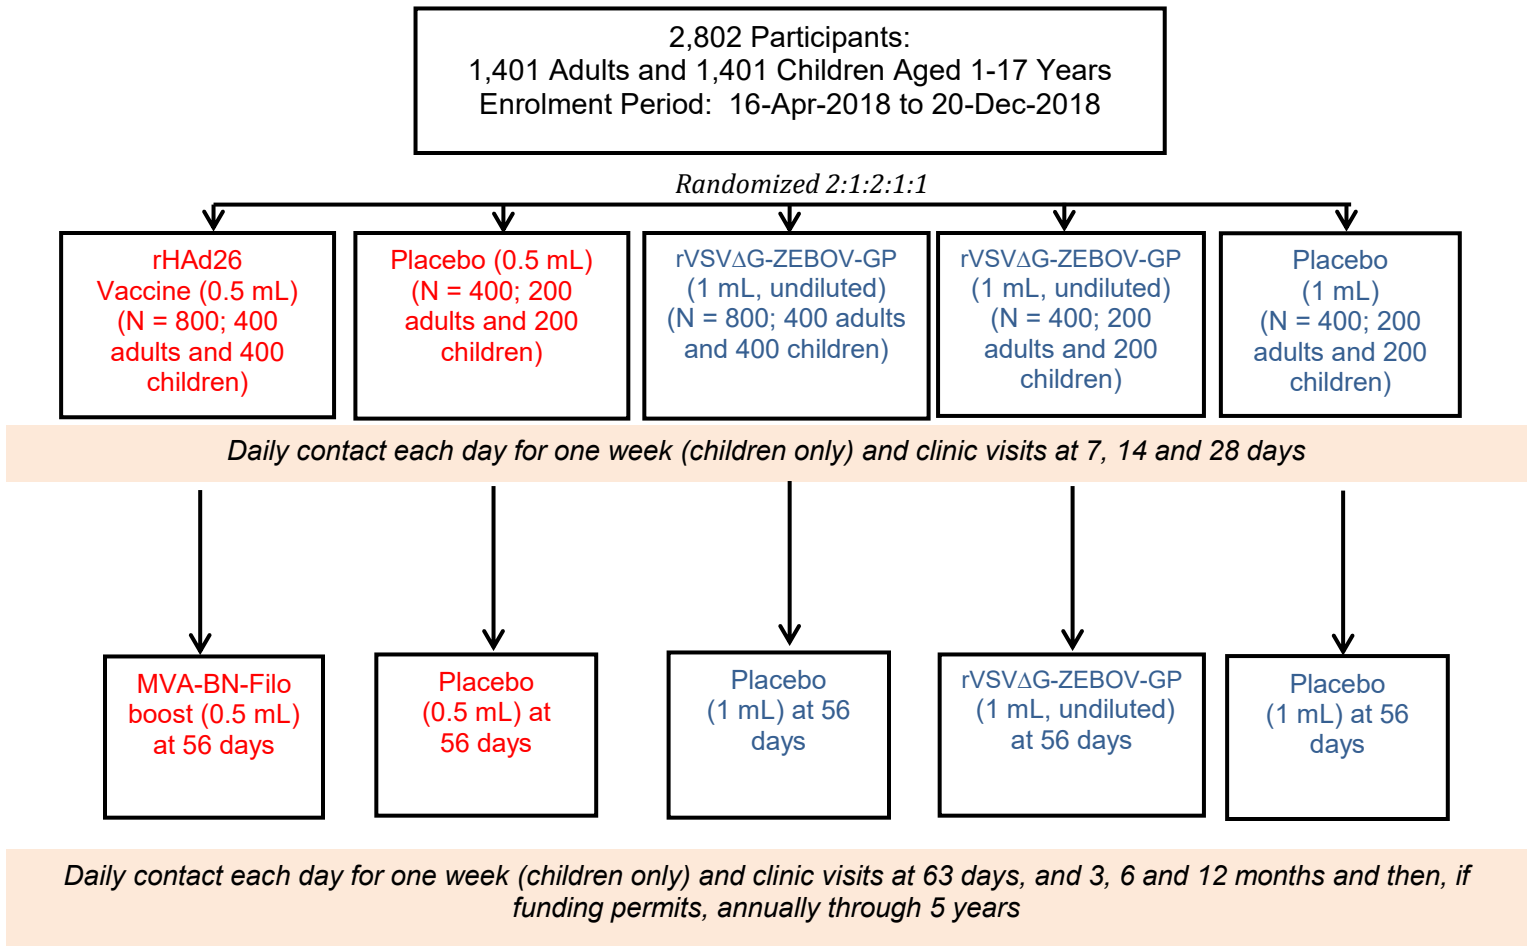 2,802 Participants:
1,401 Adults and 1,401 Children Aged 1-17 Years
Enrolment Period:  16-Apr-2018 to 20-Dec-2018
Randomized 2:1:2:1:1
rHAd26
Vaccine (0.5 mL)
(N = 800; 400
adults and 400
children)
Placebo (0.5 mL)
(N = 400; 200
adults and 200
children)
rVSV∆G-ZEBOV-GP
(1 mL, undiluted)
(N = 800; 400 adults
and 400 children)
rVSV∆G-ZEBOV-GP
(1 mL, undiluted)
(N = 400; 200
adults and 200
children)
Placebo
(1 mL)
(N = 400; 200
adults and 200
children)
Daily contact each day for one week (children only) and clinic visits at 7, 14 and 28 days
MVA-BN-Filo
boost (0.5 mL)
at 56 days
Placebo
(0.5 mL) at
56 days
Placebo
(1 mL) at 56
days
rVSV∆G-ZEBOV-GP
(1 mL, undiluted)
at 56 days
Placebo
(1 mL) at 56
days
Daily contact each day for one week (children only) and clinic visits at 63 days, and 3, 6 and 12 months and then, if
funding permits, annually through 5 years